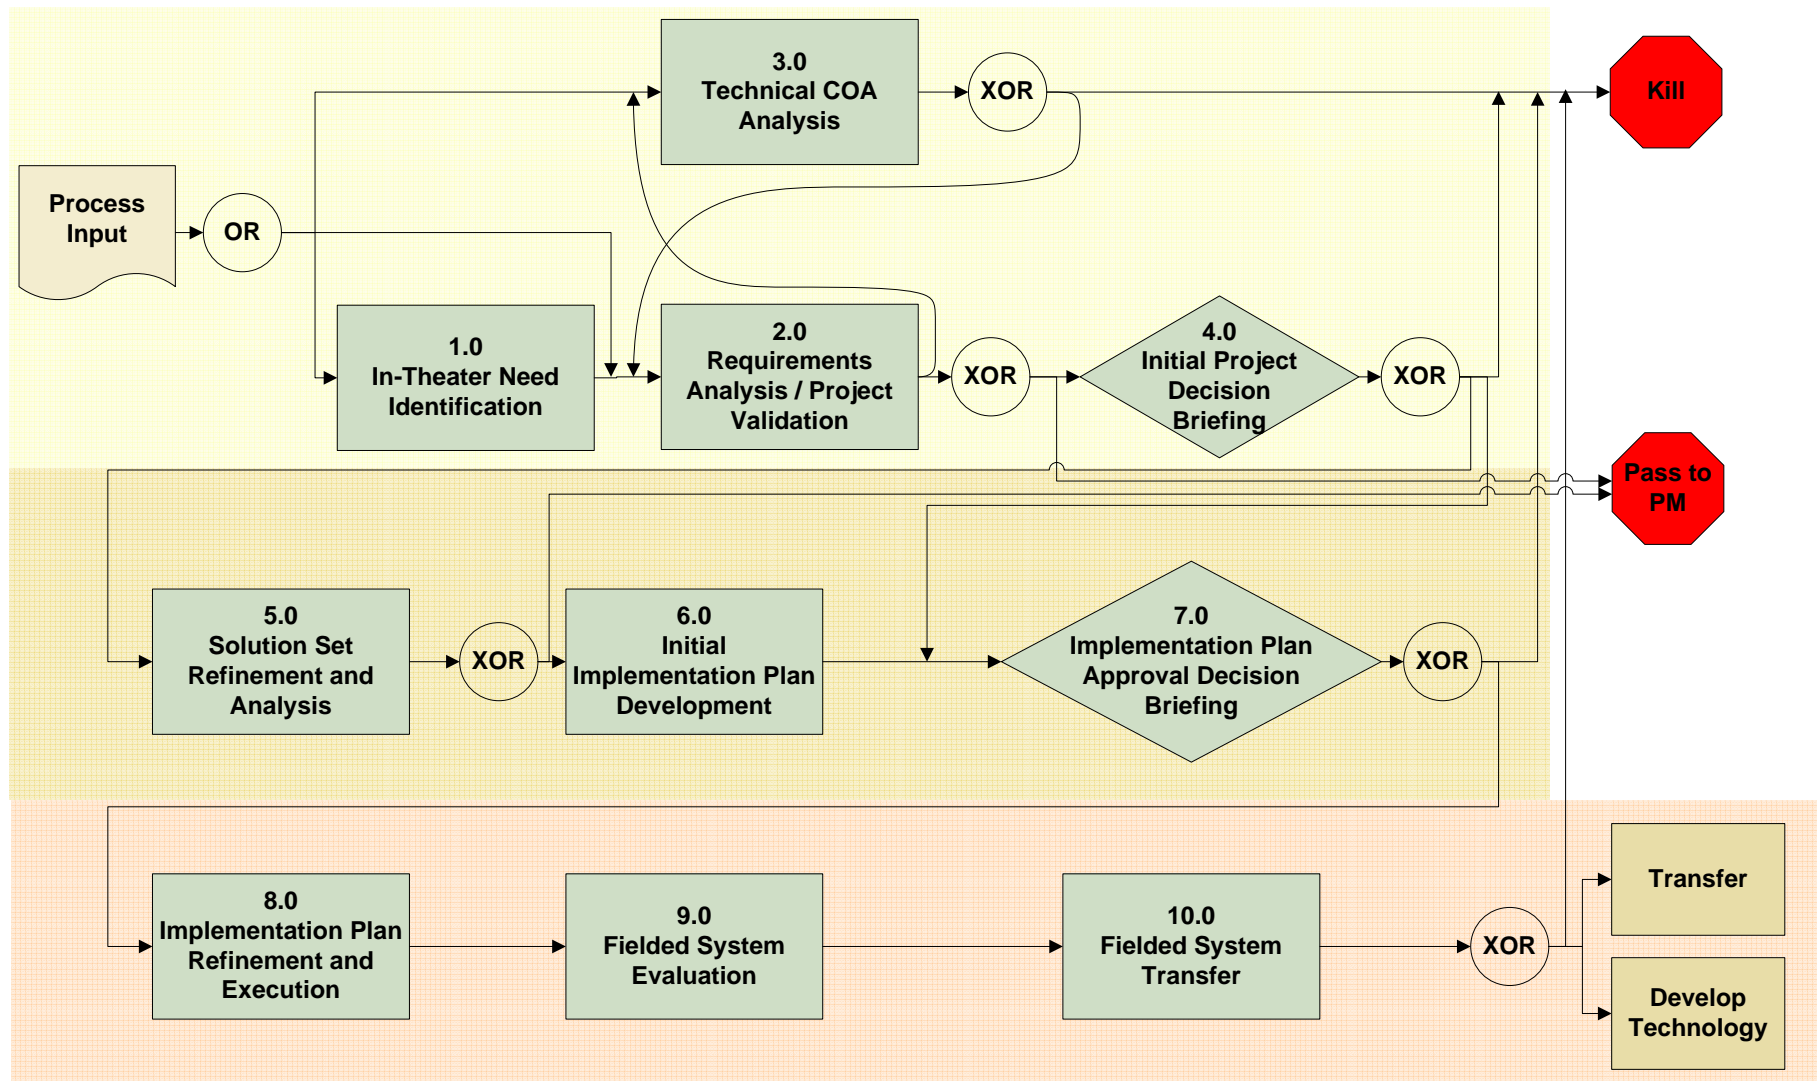 3.0
Technical COA
Analysis
XOR
Kill
Process
Input
OR
1.0
In-Theater Need
Identification
2.0
Requirements
Analysis / Project
Validation
XOR
4.0
Initial Project
Decision
Briefing
XOR
Pass to
PM
5.0
Solution Set
Refinement and
Analysis
XOR
6.0
Initial
Implementation Plan
Development
7.0
Implementation Plan
Approval Decision
Briefing
XOR
8.0
Implementation Plan
Refinement and
Execution
9.0
Fielded System
Evaluation
10.0
Fielded System
Transfer
XOR
Transfer
Develop
Technology